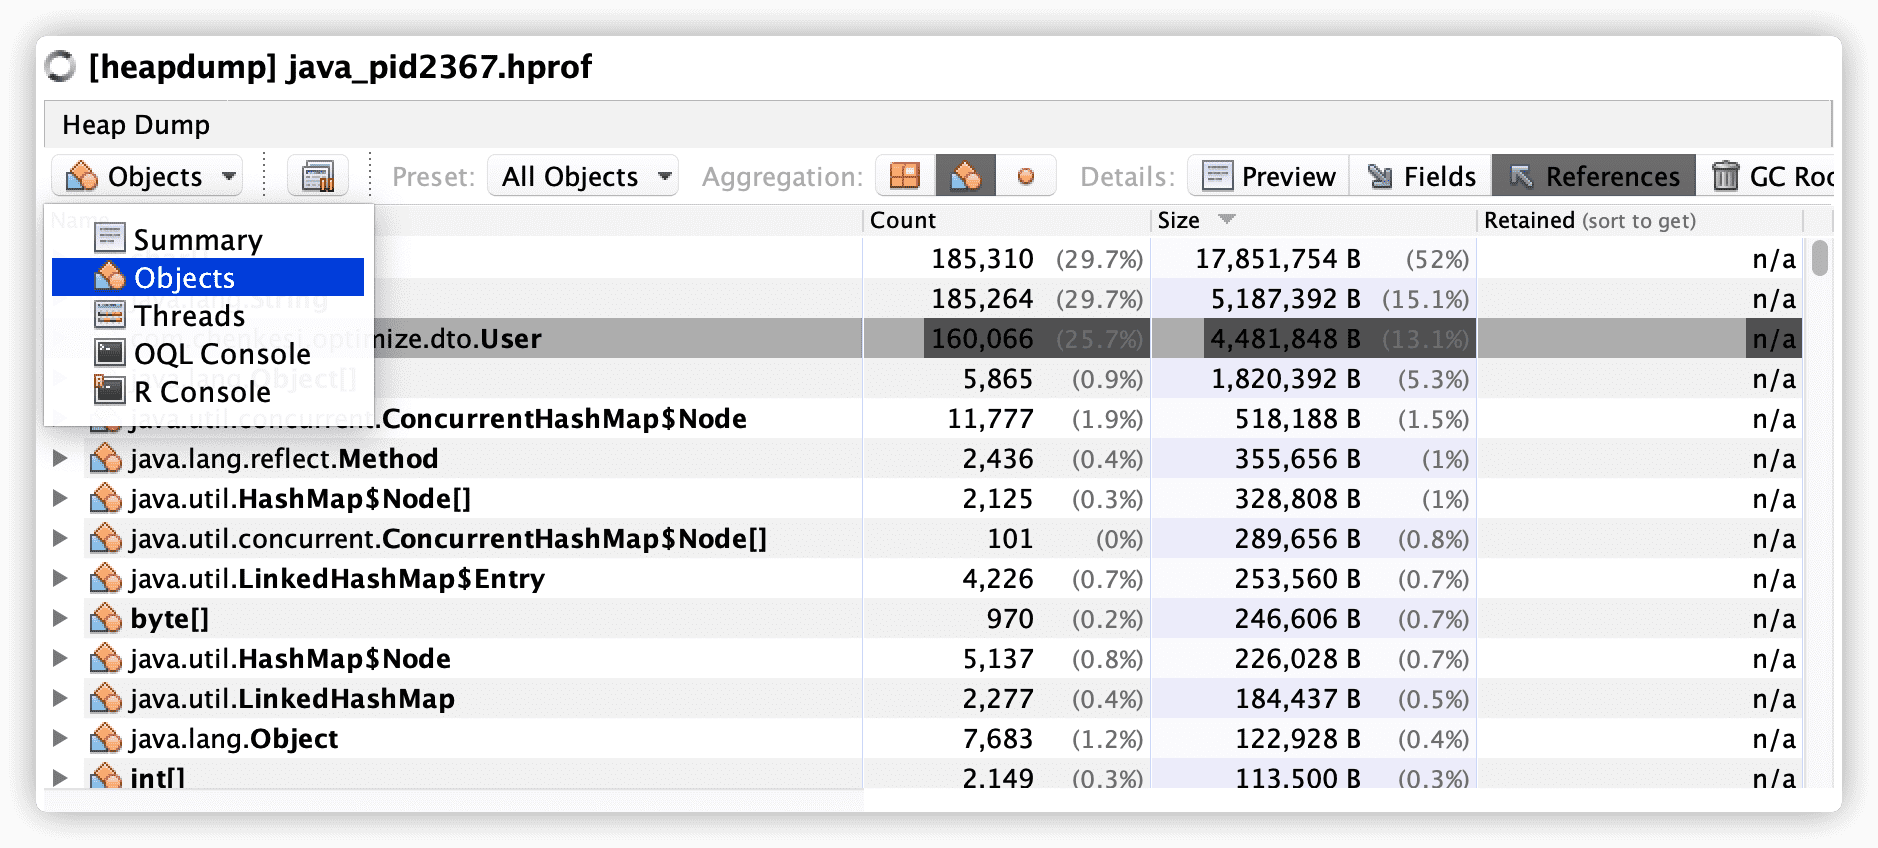 [heapdump] java_pid2367.hprof
Heap Dump
Objects Preset: All Objects Aggregation: Details: Preview Fields References GC Roo
Name Count Size Retained (sort to get)
Summary
185,310 (29.7%) 17,851,754 B (52%) n/a
Objects
java.lang.String 185,264 (29.7%) 5,187,392 B (15.1%) n/a
Threads
optimize.dto.User 160,066 (25.7%) 4,481,848 B (13.1%) n/a
OQL Console
java.lang.Object[] 5,865 (0.9%) 1,820,392 B (5.3%) n/a
R Console
java.util.concurrent.ConcurrentHashMap$Node 11,777 (1.9%) 518,188 B (1.5%) n/a
java.lang.reflect.Method 2,436 (0.4%) 355,656 B (1%) n/a
java.util.HashMap$Node[] 2,125 (0.3%) 328,808 B (1%) n/a
java.util.concurrent.ConcurrentHashMap$Node[] 101 (0%) 289,656 B (0.8%) n/a
java.util.LinkedHashMap$Entry 4,226 (0.7%) 253,560 B (0.7%) n/a
byte[] 970 (0.2%) 246,606 B (0.7%) n/a
java.util.HashMap$Node 5,137 (0.8%) 226,028 B (0.7%) n/a
java.util.LinkedHashMap 2,277 (0.4%) 184,437 B (0.5%) n/a
java.lang.Object 7,683 (1.2%) 122,928 B (0.4%) n/a
int[] 2,149 (0.3%) 113,500 B (0.3%) n/a